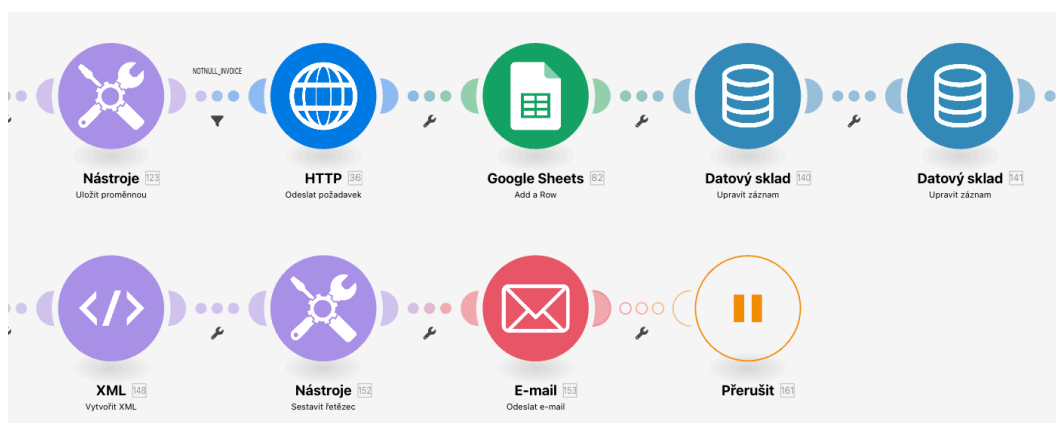 NOTNULL_INVOICE
Nástroje 123
Uložit proměnnou
HTTP 36
Odeslat požadavek
Google Sheets 82
Add a Row
Datový sklad 140
Upravit záznam
Datový sklad 141
Upravit záznam
XML 148
Vytvořit XML
Nástroje 152
Sestavit řetězec
E-mail 153
Odeslat e-mail
Přerušit 161